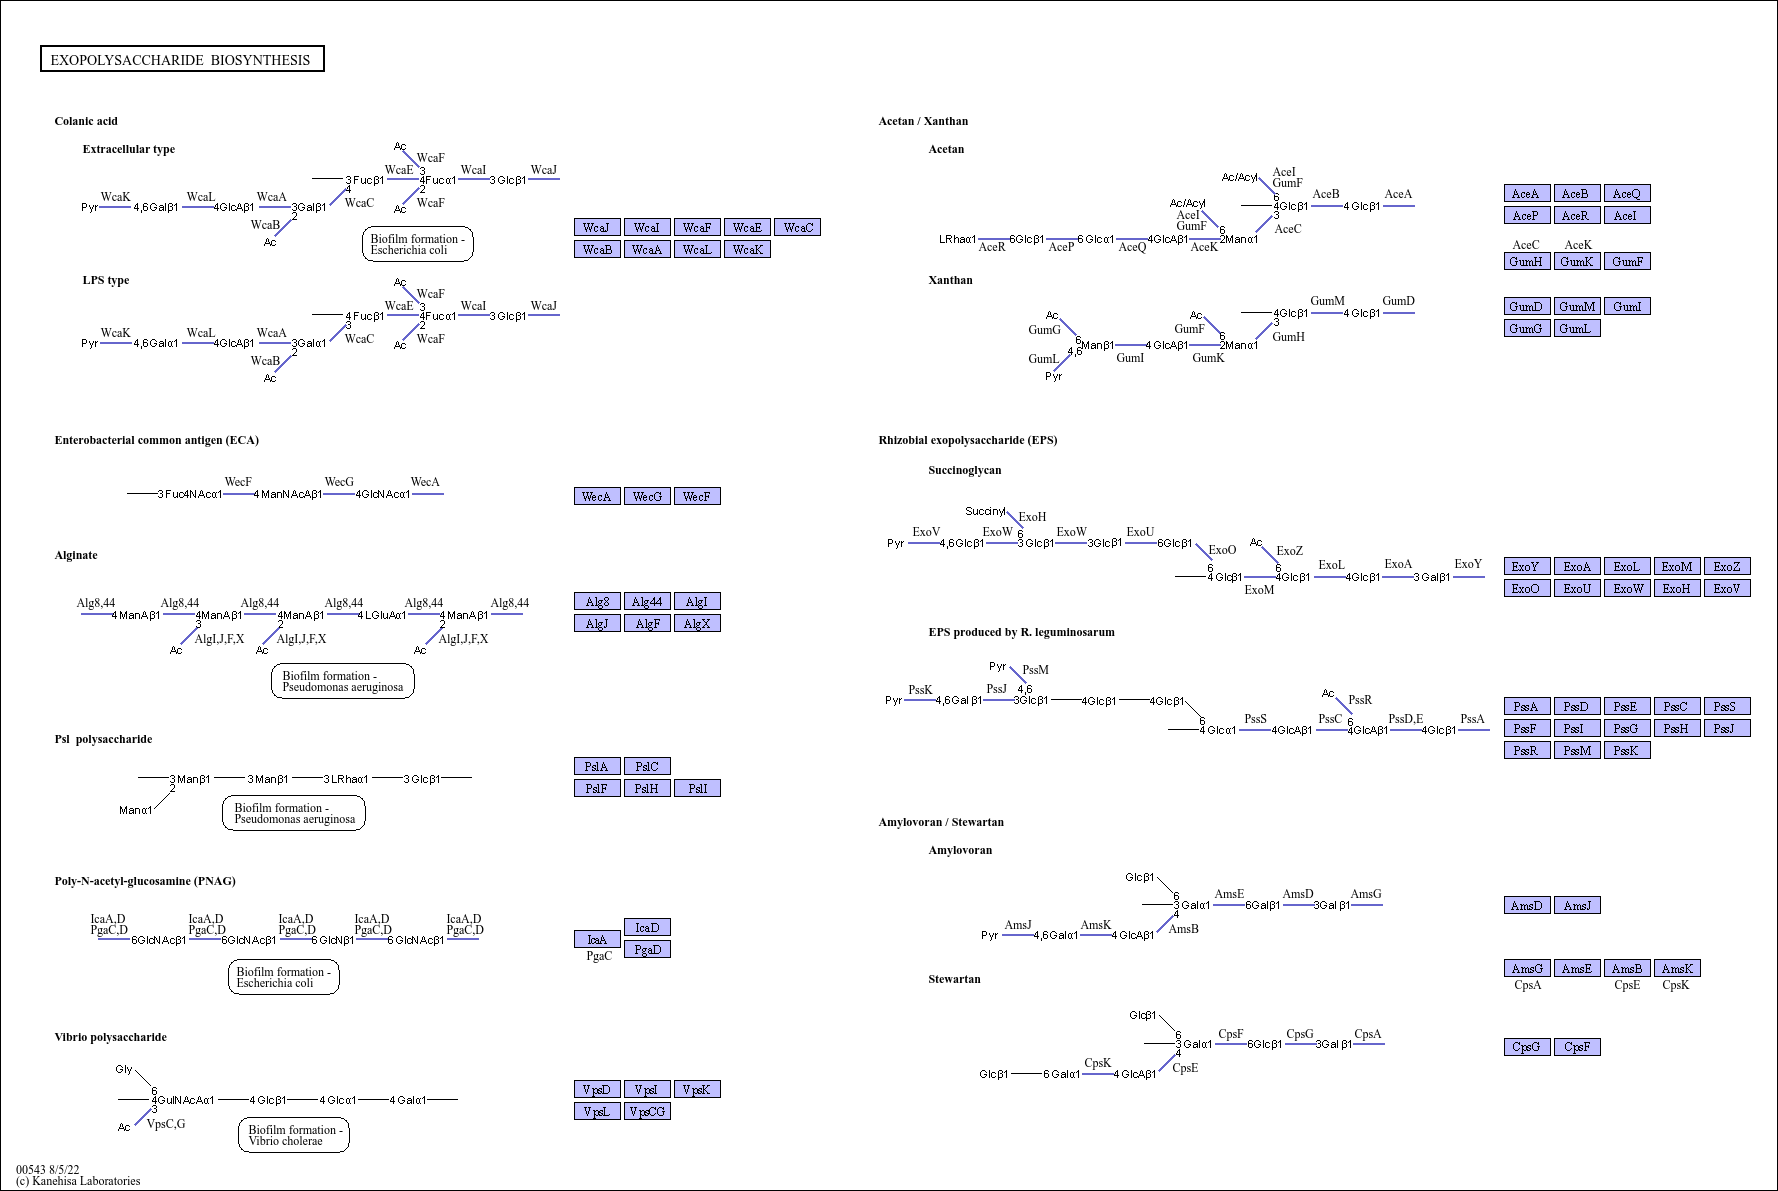 EXOPOLYSACCHARIDE BIOSYNTHESIS
Colanic acid
Extracellular type
Ac
WcaF
3
WcaE
WcaI
WcaJ
3 Fucβ1
4Fucα1
3 Glcβ1
4
2
WcaK
WcaL
WcaA
WcaC
WcaF
Ac
Pyr
4,6Galβ1
4GlcAβ1
3Galβ1
2
WcaB
Ac
Biofilm formation -
Escherichia coli
WcaJ WcaI WcaF WcaE WcaC
WcaB WcaA WcaL WcaK
LPS type
Ac
WcaF
3
WcaE
WcaI
WcaJ
4 Fucβ1
4Fucα1
3 Glcβ1
3
2
WcaK
WcaL
WcaA
WcaC
WcaF
Ac
Pyr
4,6Galα1
4GlcAβ1
3Galα1
2
WcaB
Ac
Enterobacterial common antigen (ECA)
WecF WecG WecA
3 Fuc4NAcα1 4 ManNAcAβ1 4GlcNAcα1
WecA WecG WecF
Alginate
Alg8,44 Alg8,44 Alg8,44 Alg8,44 Alg8,44 Alg8,44
4 ManAβ1 4ManAβ1 4ManAβ1 4 LGluAα1 4ManAβ1
3 2 2
AlgI,J,F,X AlgI,J,F,X AlgI,J,F,X
Ac Ac Ac
Biofilm formation -
Pseudomonas aeruginosa
Alg8 Alg44 AlgI
AlgJ AlgF AlgX
Psl polysaccharide
3 Manβ1 3 Manβ1 3 LRhaα1 3 Glcβ1
2
Manα1
Biofilm formation -
Pseudomonas aeruginosa
PslA PslC
PslF PslH PslI
Poly-N-acetyl-glucosamine (PNAG)
IcaA,D IcaA,D IcaA,D IcaA,D IcaA,D
PgaC,D PgaC,D PgaC,D PgaC,D PgaC,D
6GlcNAcβ1 6GlcNAcβ1 6 GlcNβ1 6 GlcNAcβ1
Biofilm formation -
Escherichia coli
IcaD
IcaA
PgaD
PgaC
Vibrio polysaccharide
Gly
6
4GulNAcAα1 4 Glcβ1 4 Glcα1 4 Galα1
3
Ac
VpsC,G
Biofilm formation -
Vibrio cholerae
VpsD VpsI VpsK
VpsL VpsCG
00543 8/5/22
(c) Kanehisa Laboratories
Acetan / Xanthan
Acetan
Ac/Acyl
AceI
GumF
6
AceB
AceA
4Glcβ1
4 Glcβ1
3
AceC
Ac/Acyl
AceI
GumF
6
LRhaα1 6Glcβ1 6 Glcα1 4GlcAβ1 2Manα1
AceR AceP AceQ AceK
AceA AceB AceQ
AceP AceR AceI
AceC AceK
GumH GumK GumF
Xanthan
GumM
GumD
4Glcβ1
4 Glcβ1
3
GumH
Ac
GumG
6
Ac
GumF
6
4,6
Manβ1 4 GlcAβ1 2Manα1
GumL
GumI
GumK
Pyr
GumD GumM GumI
GumG GumL
Rhizobial exopolysaccharide (EPS)
Succinoglycan
Succinyl
ExoH
6
ExoV ExoW ExoW ExoU
Pyr 4,6Glcβ1 3 Glcβ1 3Glcβ1 6Glcβ1
ExoO
Ac
ExoZ
6
6
ExoL ExoA ExoY
4 Glcβ1 4Glcβ1 4Glcβ1 3 Galβ1
ExoM
ExoY ExoA ExoL ExoM ExoZ
ExoO ExoU ExoW ExoH ExoV
EPS produced by R. leguminosarum
Pyr
PssM
4,6
PssK PssJ
Pyr 4,6Gal β1 3Glcβ1 4Glcβ1 4Glcβ1
Ac
PssR
6
6
PssS PssC PssD,E PssA
4 Glcα1 4GlcAβ1 4GlcAβ1 4Glcβ1
PssA PssD PssE PssC PssS
PssF PssI PssG PssH PssJ
PssR PssM PssK
Amylovoran / Stewartan
Amylovoran
Glcβ1
6
AmsE AmsD AmsG
3 Galα1 6Galβ1 3Gal β1
4
AmsB
AmsJ AmsK
Pyr 4,6Galα1 4 GlcAβ1
AmsD AmsJ
AmsG AmsE AmsB AmsK
CpsA CpsE CpsK
Stewartan
Glcβ1
6
CpsF CpsG CpsA
3 Galα1 6Glcβ1 3Gal β1
4
CpsE
CpsK
Glcβ1 6 Galα1 4 GlcAβ1
CpsG CpsF